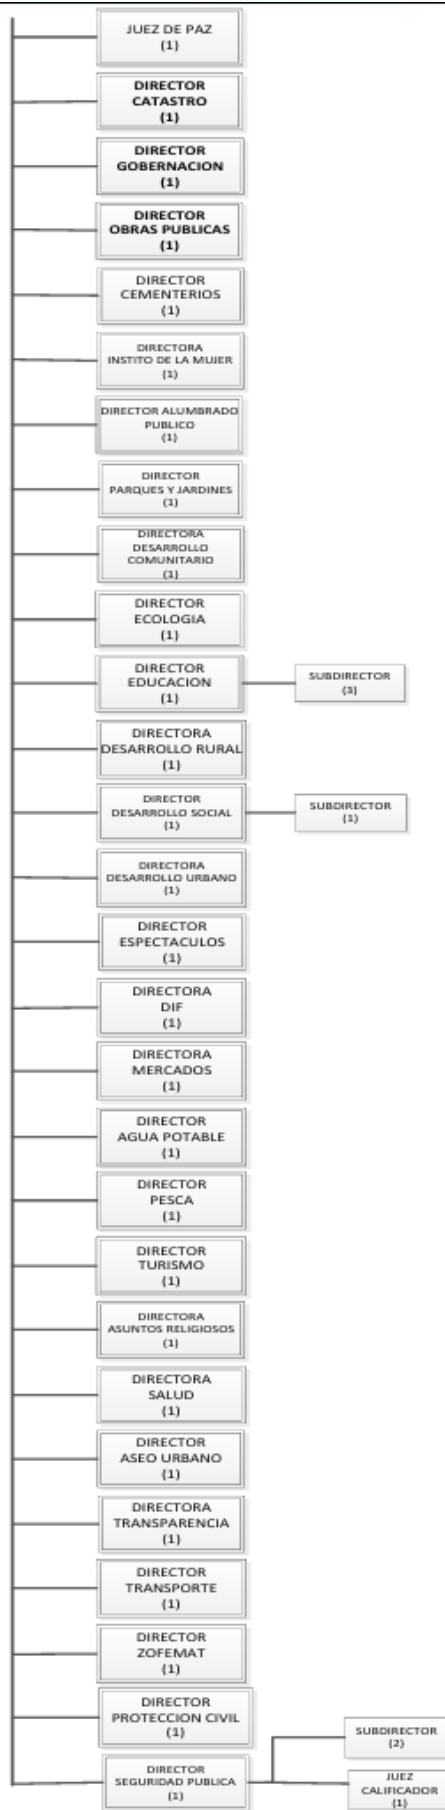 JUEZ DE PAZ
(1)
DIRECTOR
CATASTRO
(1)
DIRECTOR
GOBERNACION
(1)
DIRECTOR
OBRAS PUBLICAS
(1)
DIRECTOR
CEMENTERIOS
(1)
DIRECTORA
INSTITO DE LA MUJER
(1)
DIRECTOR ALUMBRADO
PUBLICO
(1)
DIRECTOR
PARQUES Y JARDINES
(1)
DIRECTORA
DESARROLLO
COMUNITARIO
(1)
DIRECTOR
ECOLOGIA
(1)
DIRECTOR
EDUCACION
(1)
SUBDIRECTOR
(3)
DIRECTORA
DESARROLLO RURAL
(1)
DIRECTOR
DESARROLLO SOCIAL
(1)
SUBDIRECTOR
(1)
DIRECTORA
DESARROLLO URBANO
(1)
DIRECTOR
ESPECTACULOS
(1)
DIRECTORA
DIF
(1)
DIRECTORA
MERCADOS
(1)
DIRECTOR
AGUA POTABLE
(1)
DIRECTOR
PESCA
(1)
DIRECTOR
TURISMO
(1)
DIRECTORA
ASUNTOS RELIGIOSOS
(1)
DIRECTORA
SALUD
(1)
DIRECTOR
ASEO URBANO
(1)
DIRECTORA
TRANSPARENCIA
(1)
DIRECTOR
TRANSPORTE
(1)
DIRECTOR
ZOFEMAT
(1)
DIRECTOR
PROTECCION CIVIL
(1)
SUBDIRECTOR
(2)
DIRECTOR
SEGURIDAD PUBLICA
(1)
JUEZ
CALIFICADOR
(1)